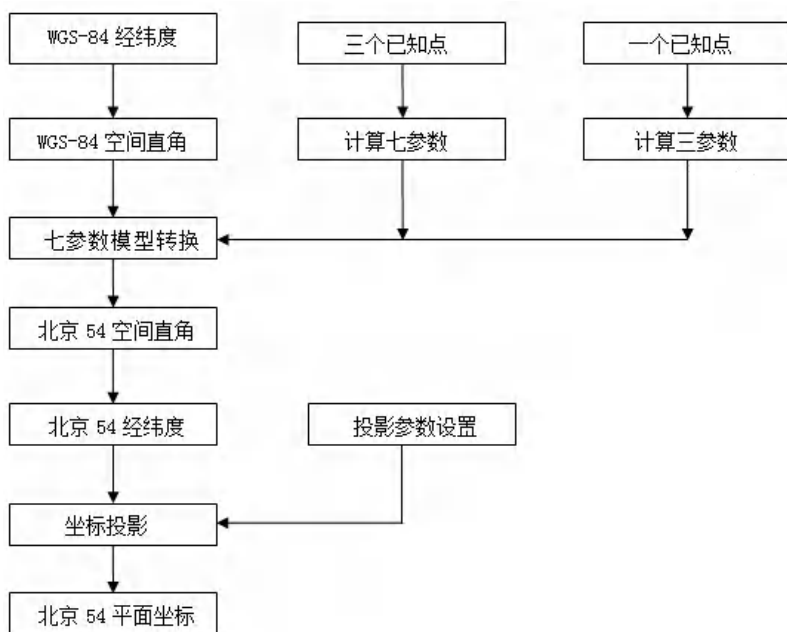 WGS-84 经纬度
三个已知点
一个已知点
WGS-84 空间直角
计算七参数
计算三参数
七参数模型转换
北京 54 空间直角
北京 54 经纬度
投影参数设置
坐标投影
北京 54 平面坐标